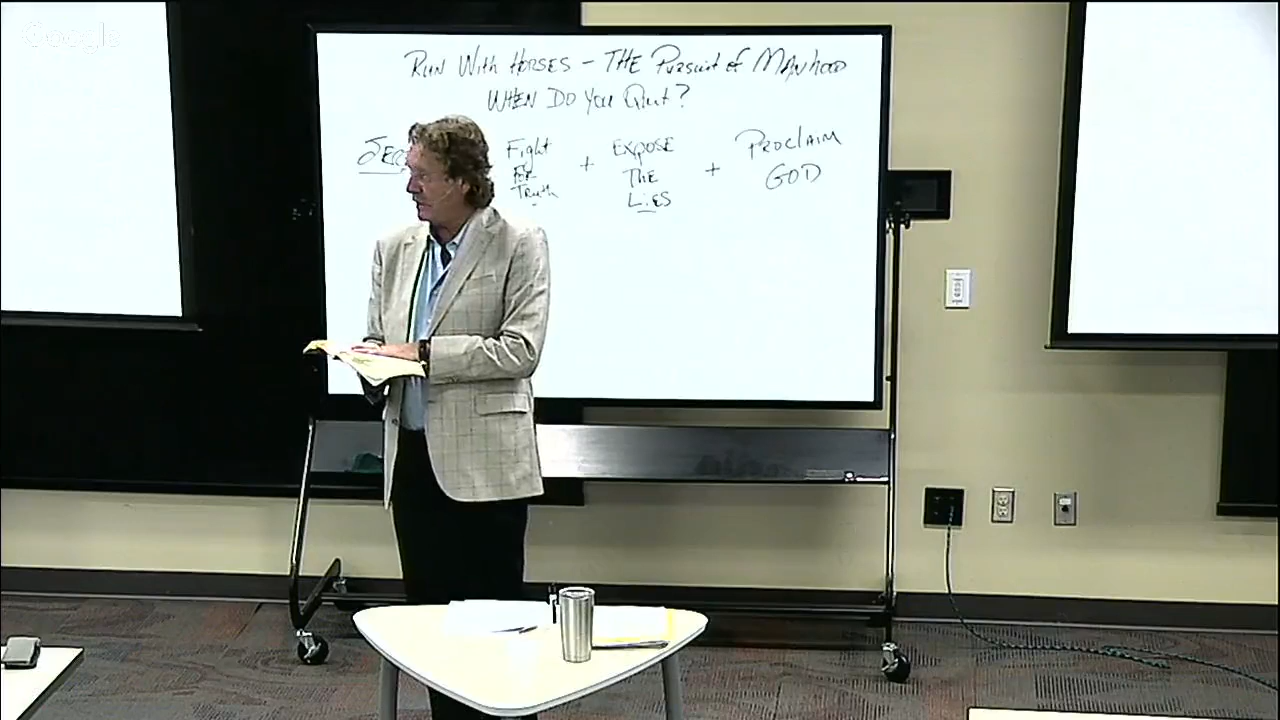 Google
RUN WITH HORSES – THE PURSUIT OF MANHOOD
WHEN DO YOU QUIT?
Fight + EXPOSE + PROCLAIM
FOR THE GOD
Truth LIES